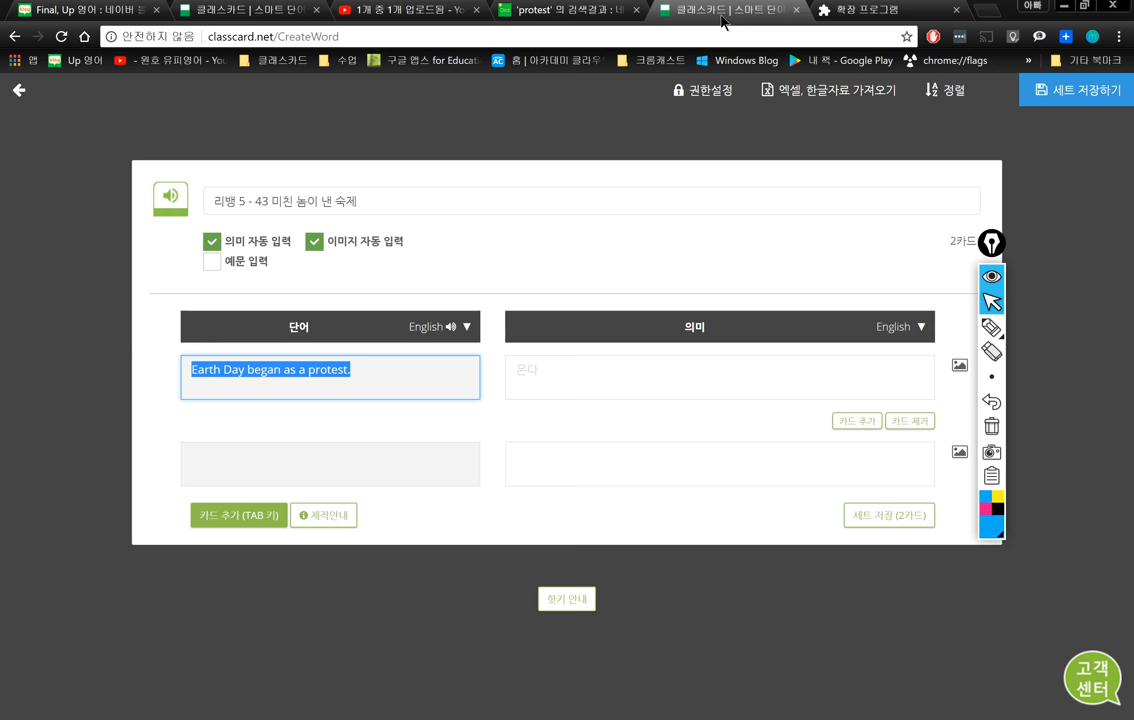 Final, Up 영어 : 네이버 블
클래스카드 | 스마트 단어
1개 중 1개 업로드됨 - Yo
'protest' 의 검색결과 : 네
클래스카드 | 스마트 단어
확장 프로그램
아빠
안전하지 않음
classcard.net/CreateWord
앱
Up 영어
- 원호 유피영어 - You
클래스카드
수업
구글 앱스 for Educati
홈 | 아카데미 클라우
크롬캐스트
Windows Blog
내 책 - Google Play
chrome://flags
»
기타 북마크
권한설정
엑셀, 한글자료 가져오기
정렬
세트 저장하기
리뱅 5 - 43 미친 놈이 낸 숙제
의미 자동 입력
이미지 자동 입력
2카드
예문 입력
단어
English
의미
English
Earth Day began as a protest.
온다
카드 추가
카드 제거
카드 추가 (TAB 키)
제작안내
세트 저장 (2카드)
핫키 안내
고객
센터